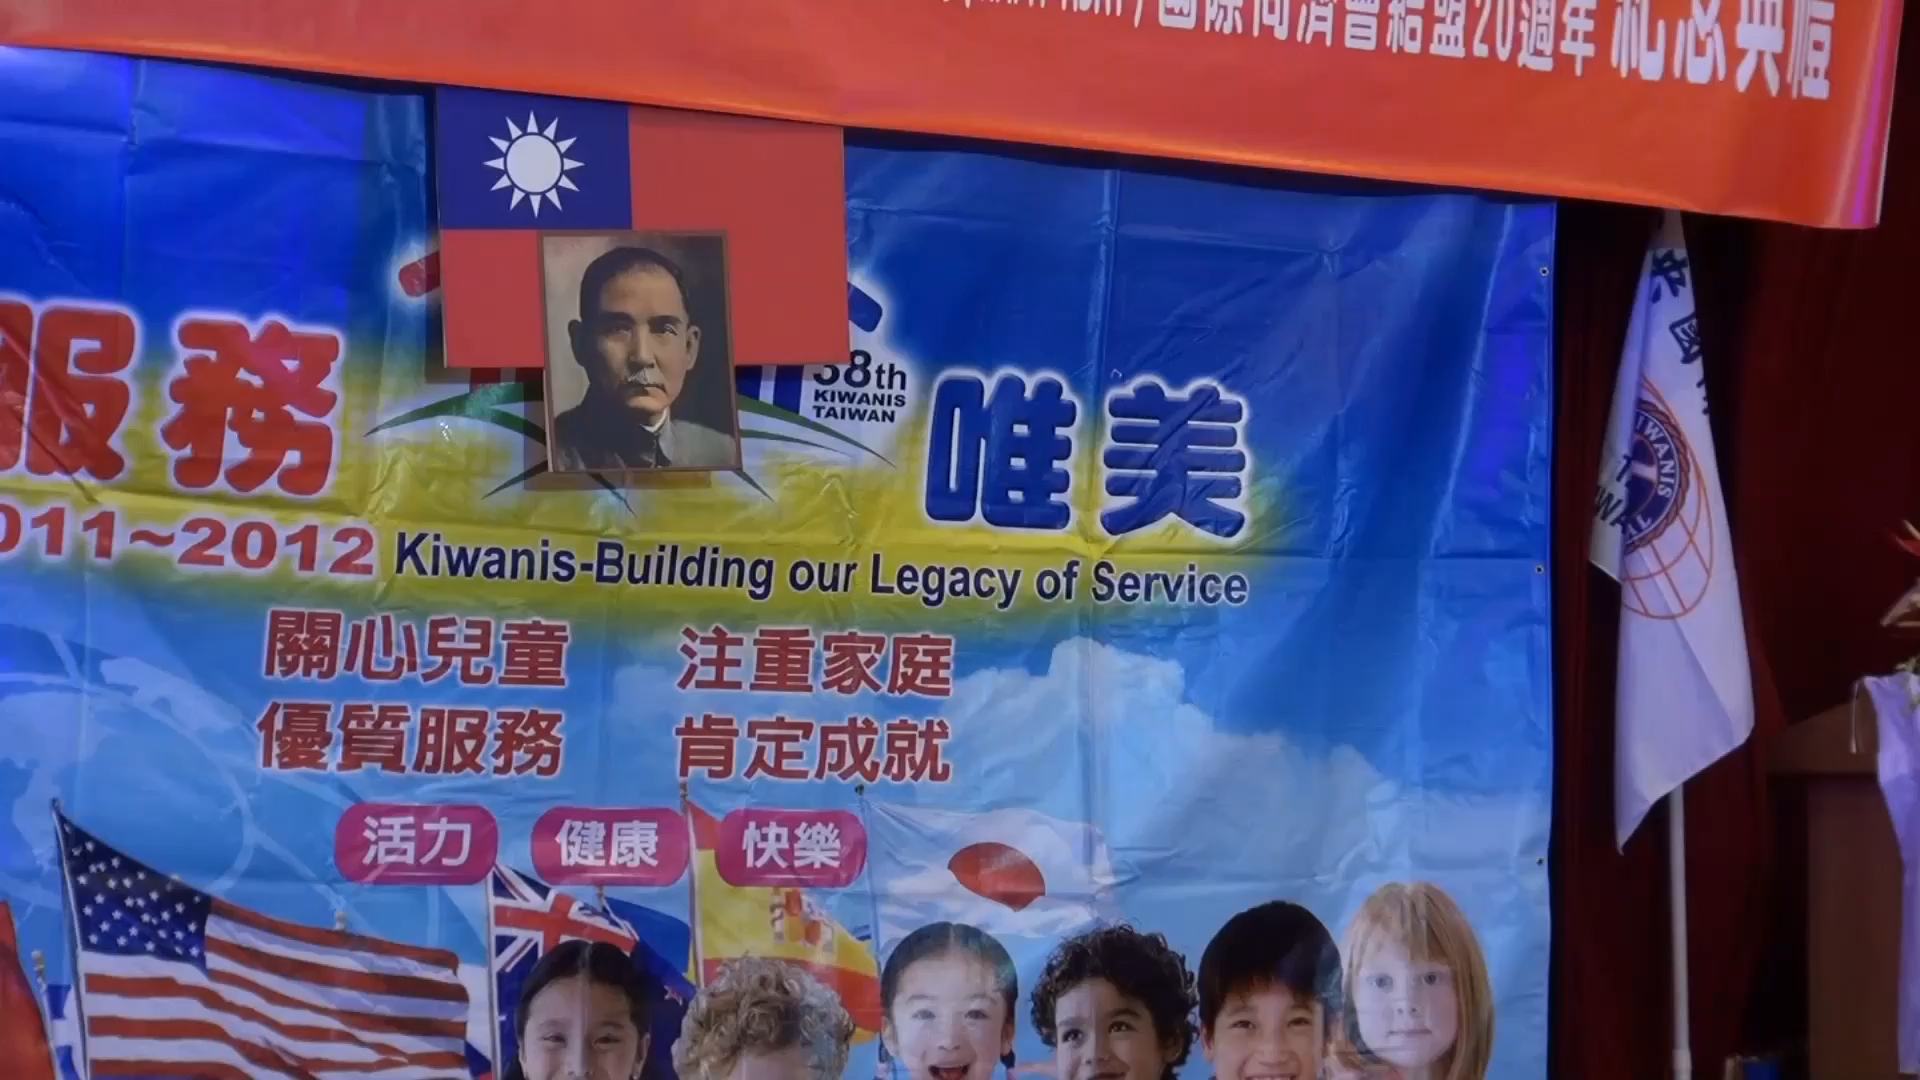 國際同濟會結盟20週年 紀念典禮
服務
38th
KIWANIS
TAIWAN
唯美
2011~2012 Kiwanis-Building our Legacy of Service
關心兒童 注重家庭
優質服務 肯定成就
活力 健康 快樂
KIWANIS